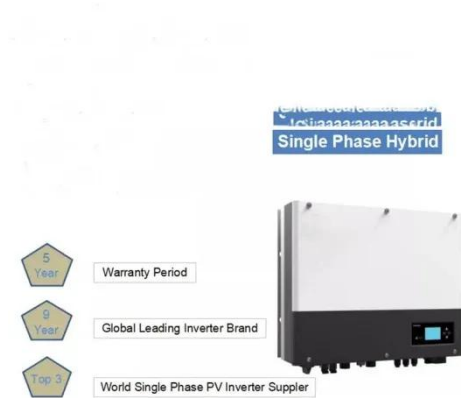 Single Phase Hybrid
5
Year
Warranty Period
9
Year
Global Leading Inverter Brand
Top 3
World Single Phase PV Inverter Suppler